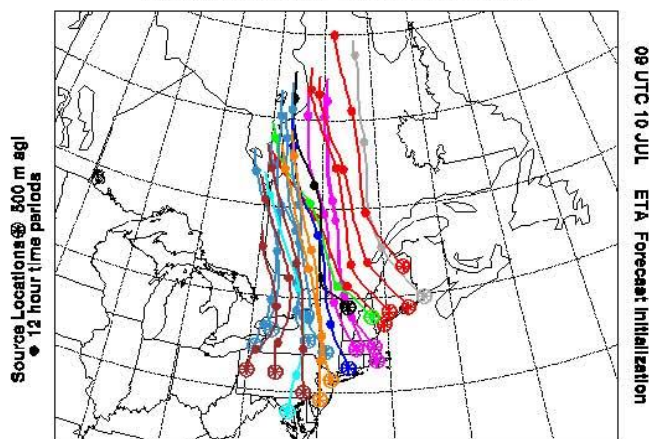 Source Locations 500 m agl
12 hour time periods
09 UTC 10 JUL ETA Forecast Initialization